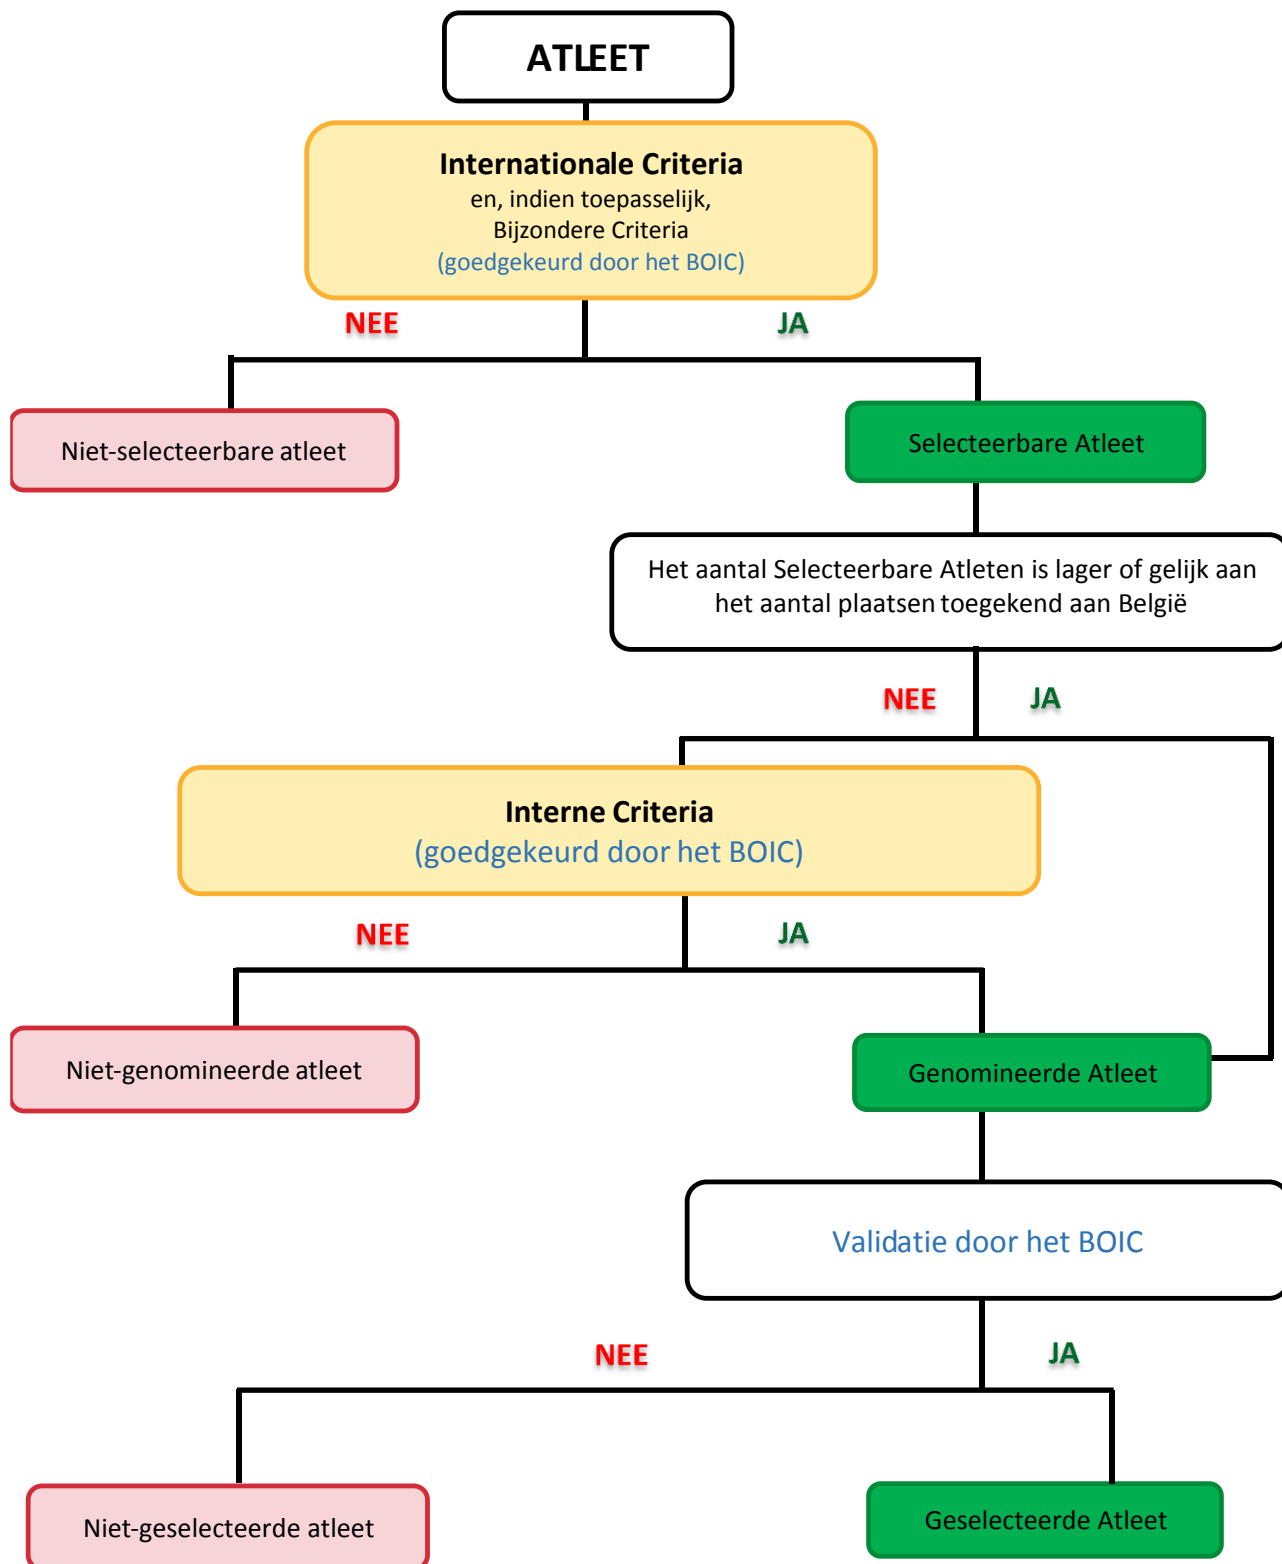 ATLEET
Internationale Criteria
en, indien toepasselijk,
Bijzondere Criteria
(goedgekeurd door het BOIC)
NEE
JA
Niet-selecteerbare atleet
Selecteerbare Atleet
Het aantal Selecteerbare Atleten is lager of gelijk aan
het aantal plaatsen toegekend aan België
NEE
JA
Interne Criteria
(goedgekeurd door het BOIC)
NEE
JA
Niet-genomineerde atleet
Genomineerde Atleet
Validatie door het BOIC
NEE
JA
Niet-geselecteerde atleet
Geselecteerde Atleet